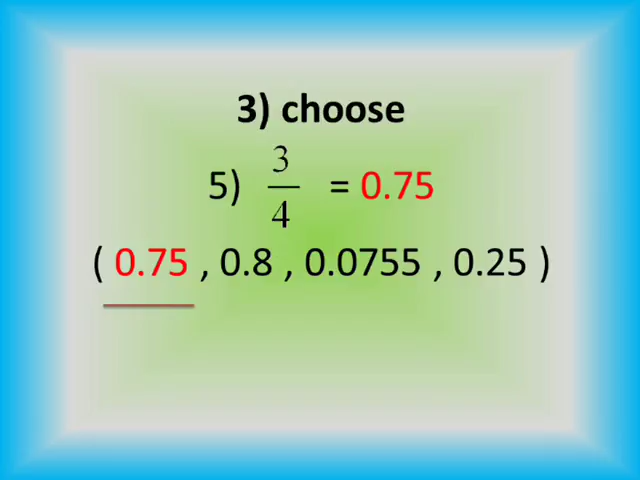 3) choose
5) 3/4 = 0.75
( 0.75 , 0.8 , 0.0755 , 0.25 )